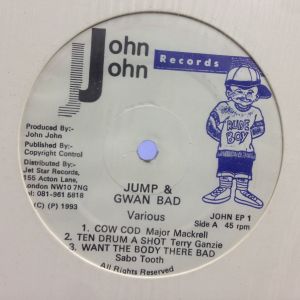 John
John
Records
RUDE
BOY
Produced By:-
John John
Published By:-
Copyright Control
Distributed By:-
Jet Star Records,
155 Acton Lane,
London NW10 7NG
Tel: 081-961 5818
(C) (P) 1993
JUMP &
GWAN BAD
Various
JOHN EP 1
Side A 45 rpm
1. COW COD Major Mackrell
2. TEN DRUM A SHOT Terry Ganzie
3. WANT THE BODY THERE BAD
Sabo Tooth
All Rights Reserved